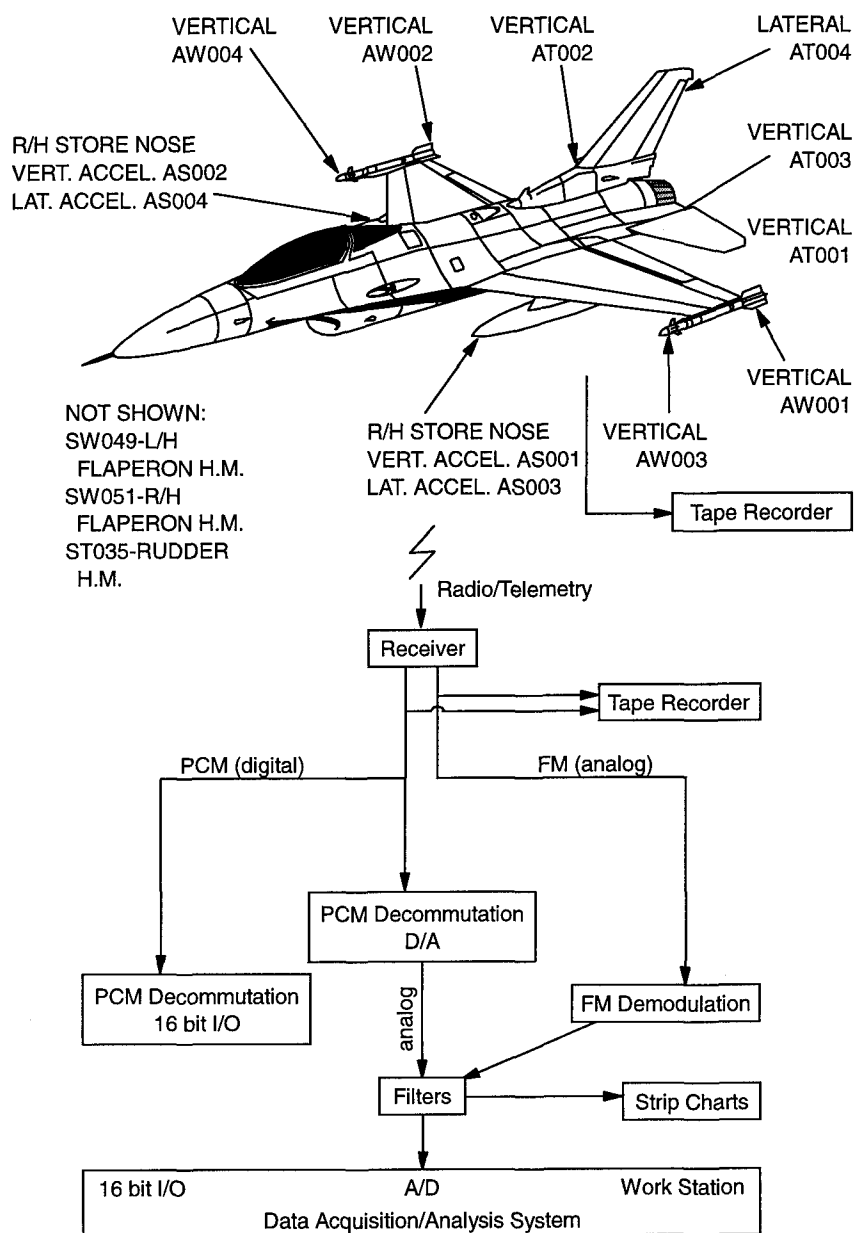 VERTICAL
AW004
VERTICAL
AW002
VERTICAL
AT002
LATERAL
AT004
R/H STORE NOSE
VERT. ACCEL. AS002
LAT. ACCEL. AS004
VERTICAL
AT003
VERTICAL
AT001
VERTICAL
AW001
NOT SHOWN:
SW049-L/H
FLAPERON H.M.
SW051-R/H
FLAPERON H.M.
ST035-RUDDER
H.M.
R/H STORE NOSE
VERT. ACCEL. AS001
LAT. ACCEL. AS003
VERTICAL
AW003
Tape Recorder
Radio/Telemetry
Receiver
Tape Recorder
PCM (digital)
FM (analog)
PCM Decommutation
D/A
PCM Decommutation
16 bit I/O
analog
FM Demodulation
Filters
Strip Charts
16 bit I/O
A/D
Work Station
Data Acquisition/Analysis System